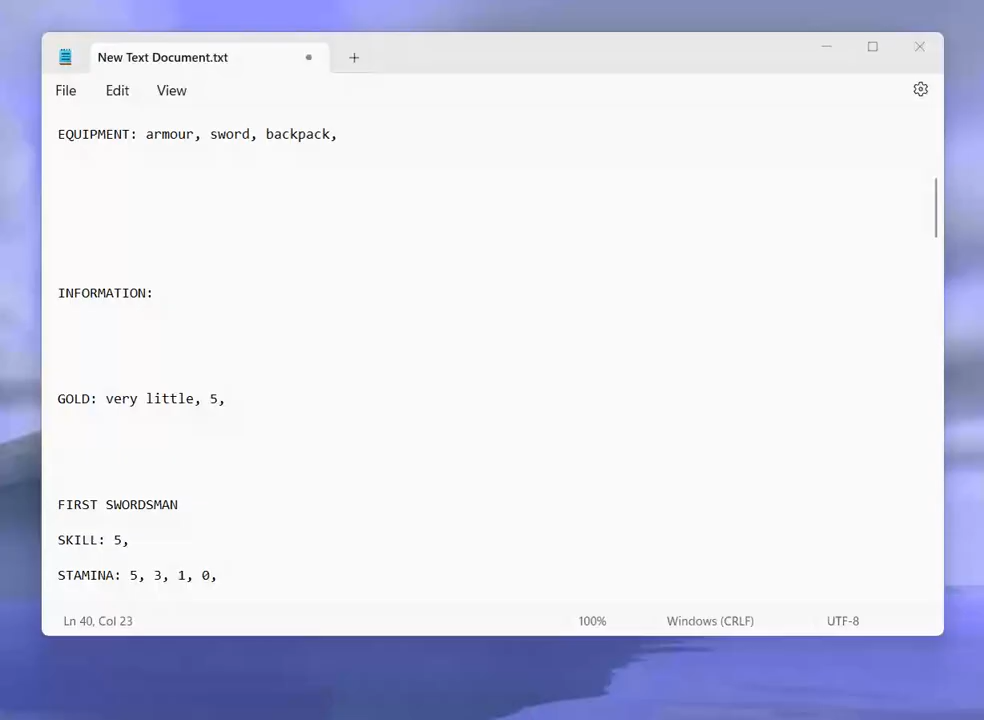 New Text Document.txt
File Edit View
EQUIPMENT: armour, sword, backpack,
INFORMATION:
GOLD: very little, 5,
FIRST SWORDSMAN
SKILL: 5,
STAMINA: 5, 3, 1, 0,
Ln 40, Col 23 100% Windows (CRLF) UTF-8